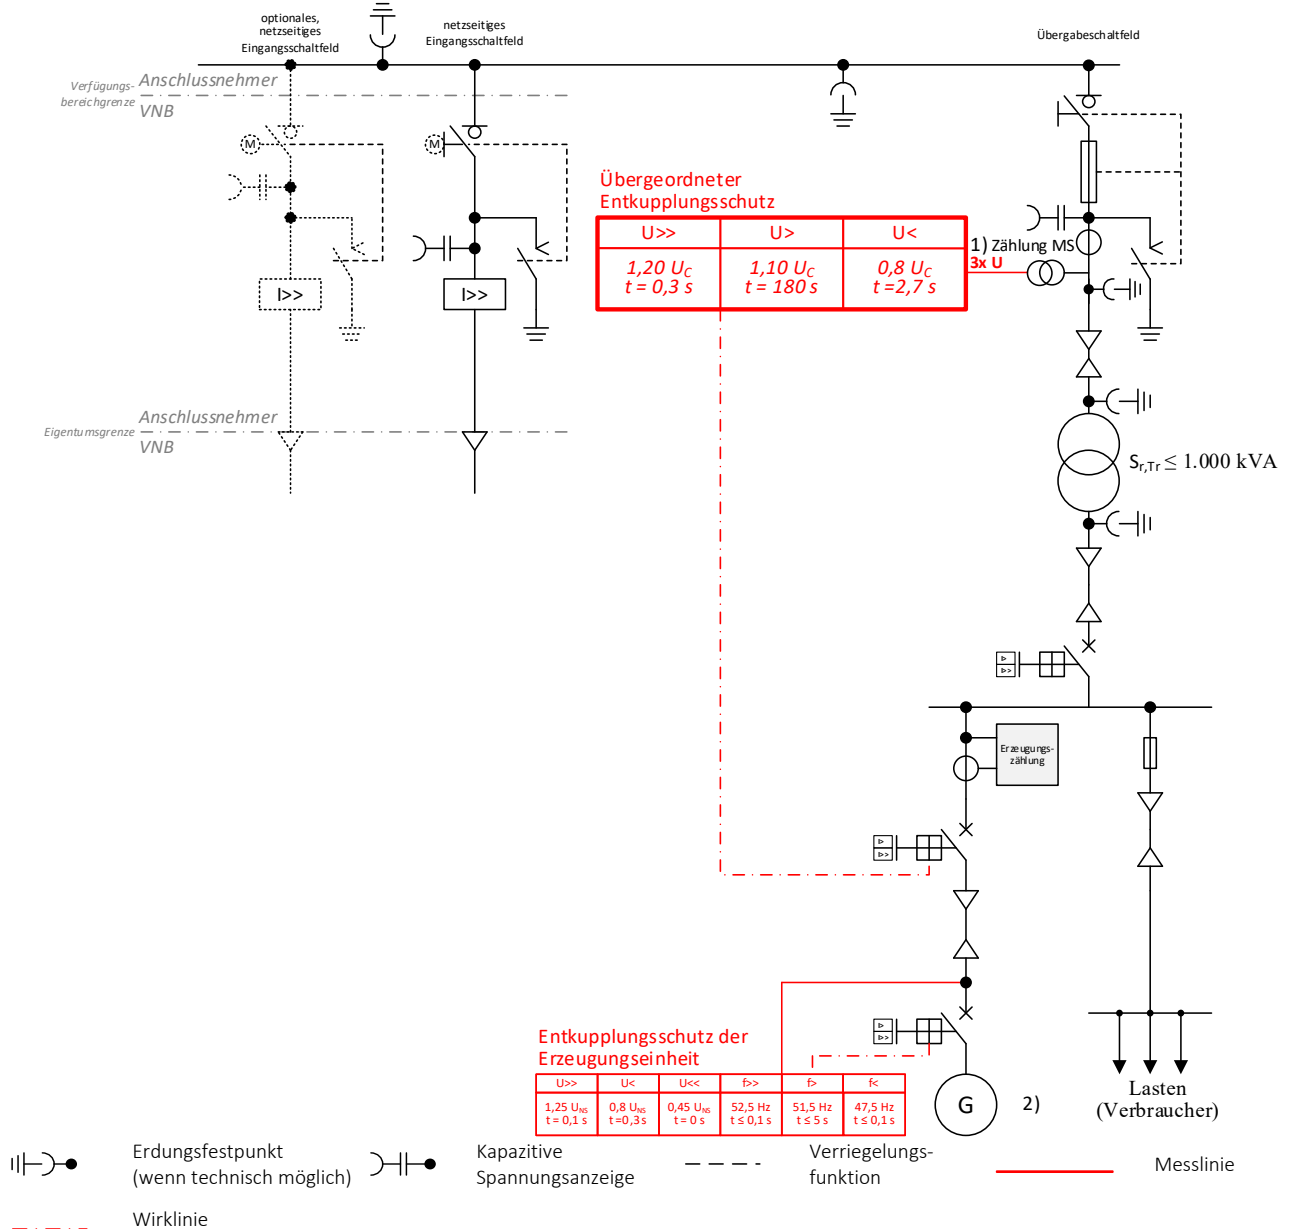 optionales,
netzseitiges
Eingangsschaltfeld
netzseitiges
Eingangsschaltfeld
Übergabeschaltfeld
Verfügungs-
bereichgrenze
Anschlussnehmer
VNB
M
M
Übergeordneter
Entkupplungsschutz
U>> U> U<
1,20 UC 1,10 UC 0,8 UC
t = 0,3 s t = 180 s t =2,7 s
1) Zählung MS
3x U
I>>
I>>
Eigentumsgrenze
Anschlussnehmer
VNB
Sr,Tr ≤ 1.000 kVA
Erzeugungs-
zählung
Entkupplungsschutz der
Erzeugungseinheit
U>> U< U<< f>> f> f<
1,25 UNS 0,8 UNS 0,45 UNS 52,5 Hz 51,5 Hz 47,5 Hz
t = 0,1 s t =0,3s t = 0 s t ≤ 0,1 s t ≤ 5 s t ≤ 0,1 s
G
2)
Lasten
(Verbraucher)
Erdungsfestpunkt
(wenn technisch möglich)
Kapazitive
Spannungsanzeige
Verriegelungs-
funktion
Messlinie
Wirklinie